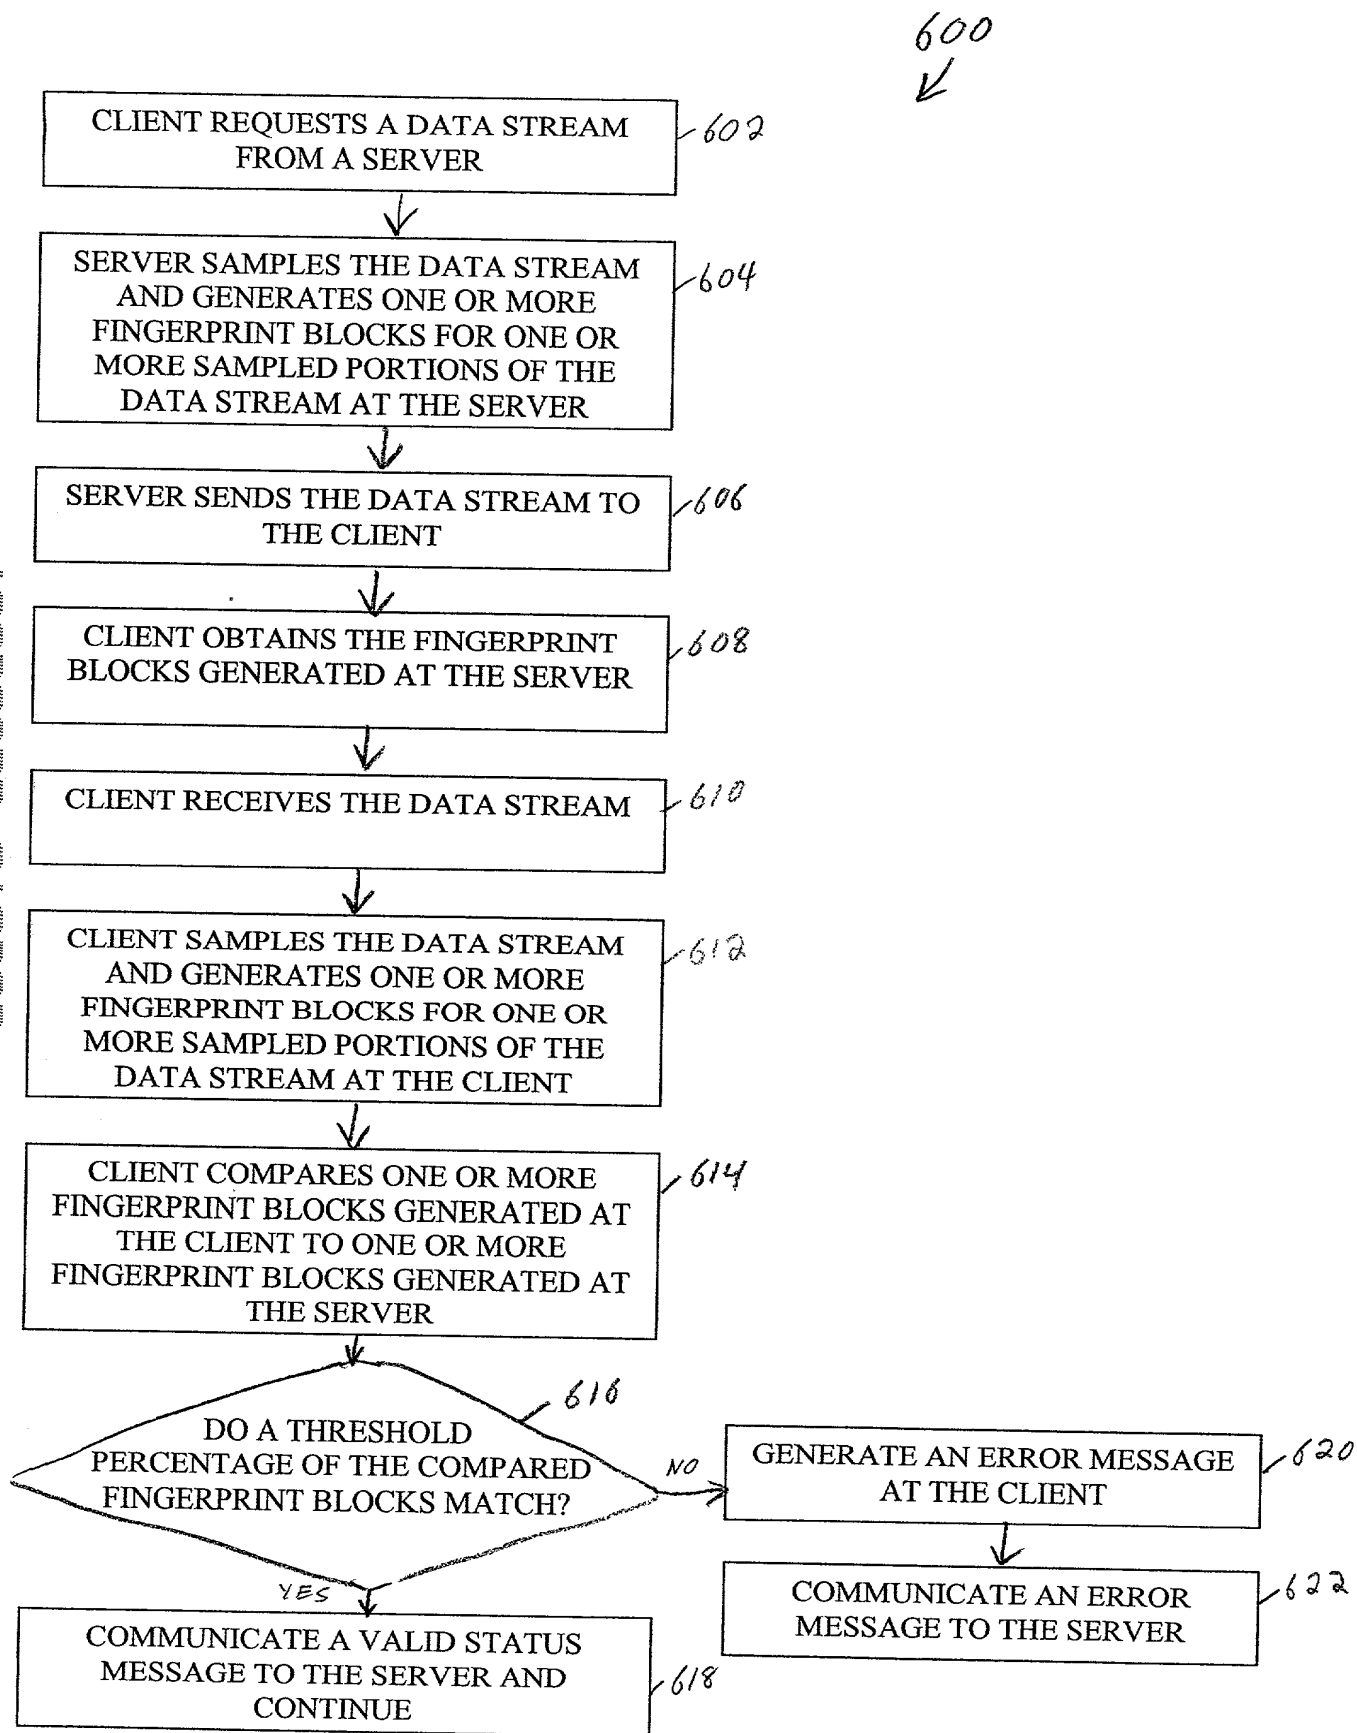 600
CLIENT REQUESTS A DATA STREAM
FROM A SERVER
602
SERVER SAMPLES THE DATA STREAM
AND GENERATES ONE OR MORE
FINGERPRINT BLOCKS FOR ONE OR
MORE SAMPLED PORTIONS OF THE
DATA STREAM AT THE SERVER
604
SERVER SENDS THE DATA STREAM TO
THE CLIENT
606
CLIENT OBTAINS THE FINGERPRINT
BLOCKS GENERATED AT THE SERVER
608
CLIENT RECEIVES THE DATA STREAM
610
CLIENT SAMPLES THE DATA STREAM
AND GENERATES ONE OR MORE
FINGERPRINT BLOCKS FOR ONE OR
MORE SAMPLED PORTIONS OF THE
DATA STREAM AT THE CLIENT
612
CLIENT COMPARES ONE OR MORE
FINGERPRINT BLOCKS GENERATED AT
THE CLIENT TO ONE OR MORE
FINGERPRINT BLOCKS GENERATED AT
THE SERVER
614
DO A THRESHOLD
PERCENTAGE OF THE COMPARED
FINGERPRINT BLOCKS MATCH?
616
NO
GENERATE AN ERROR MESSAGE
AT THE CLIENT
620
COMMUNICATE AN ERROR
MESSAGE TO THE SERVER
622
YES
COMMUNICATE A VALID STATUS
MESSAGE TO THE SERVER AND
CONTINUE
618